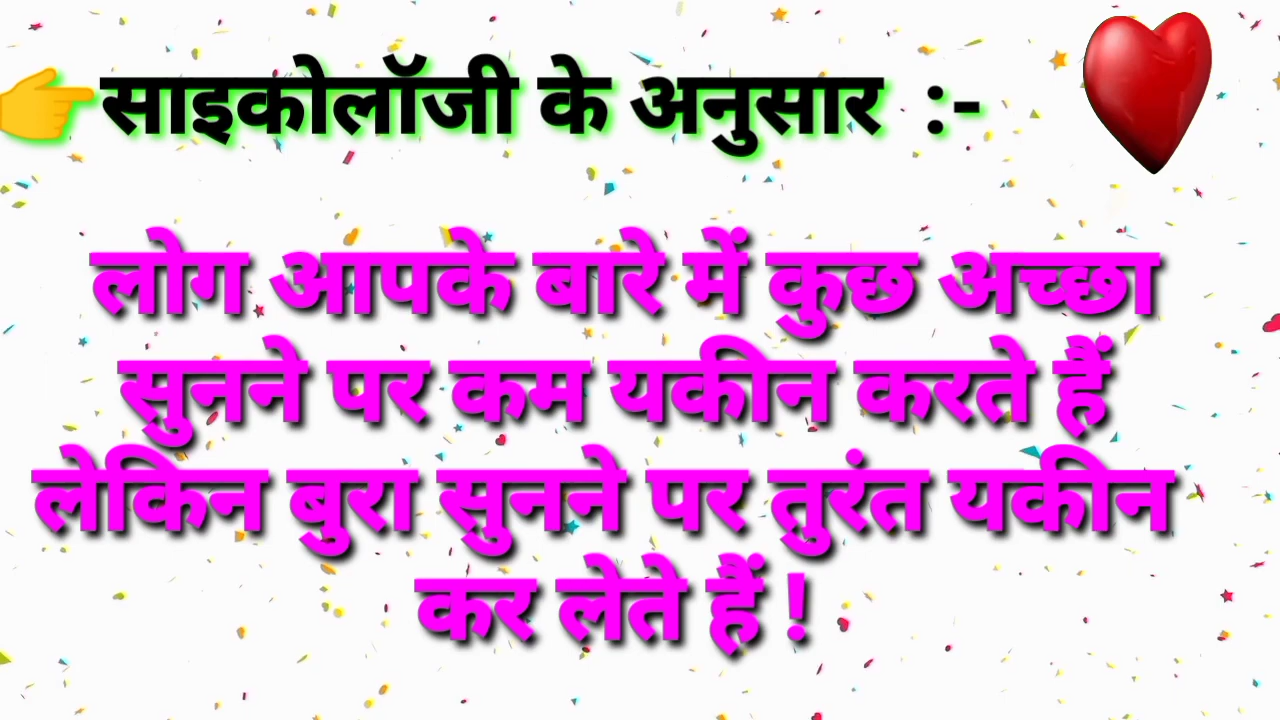 👉साइकोलॉजी के अनुसार :-
लोग आपके बारे में कुछ अच्छा
सुनने पर कम यकीन करते हैं
लेकिन बुरा सुनने पर तुरंत यकीन
कर लेते हैं !